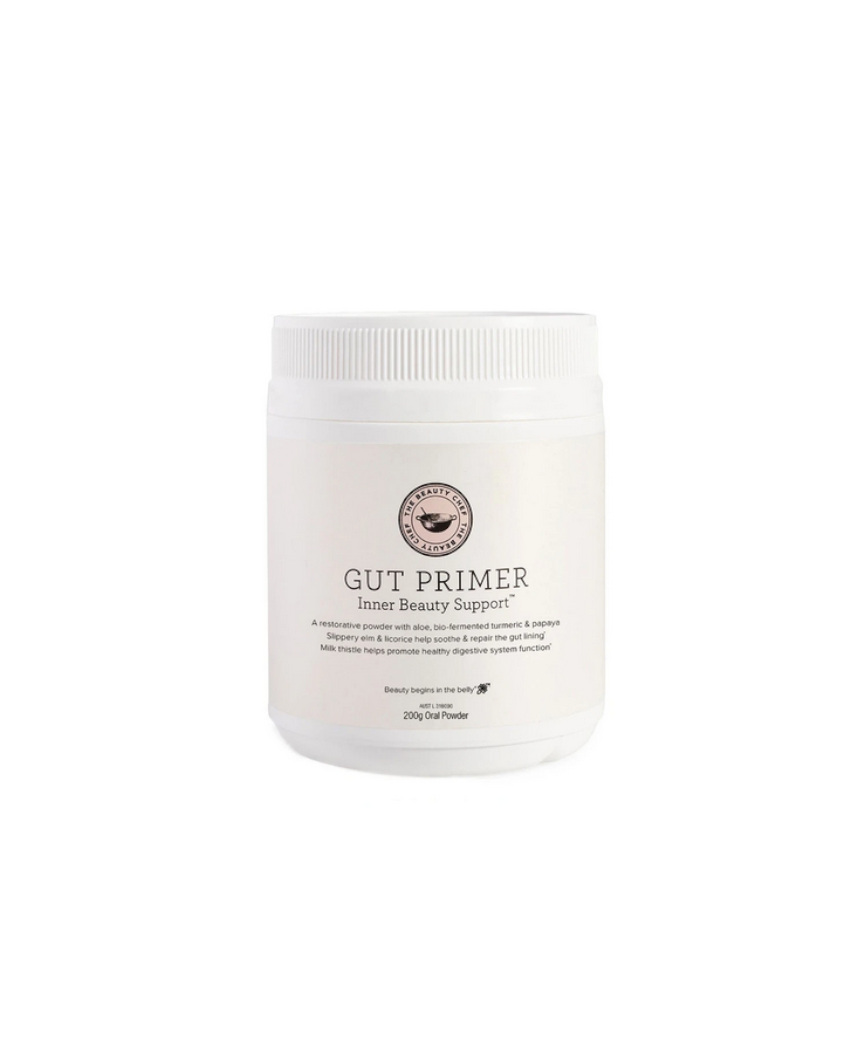 THE BEAUTY CHEF THE BEAUTY CHEF
GUT PRIMER
Inner Beauty Support™
A restorative powder with aloe, bio-fermented turmeric & papaya
Slippery elm & licorice help soothe & repair the gut lining
Milk thistle helps promote healthy digestive system function
Beauty begins in the belly
AUST L
200g Oral Powder